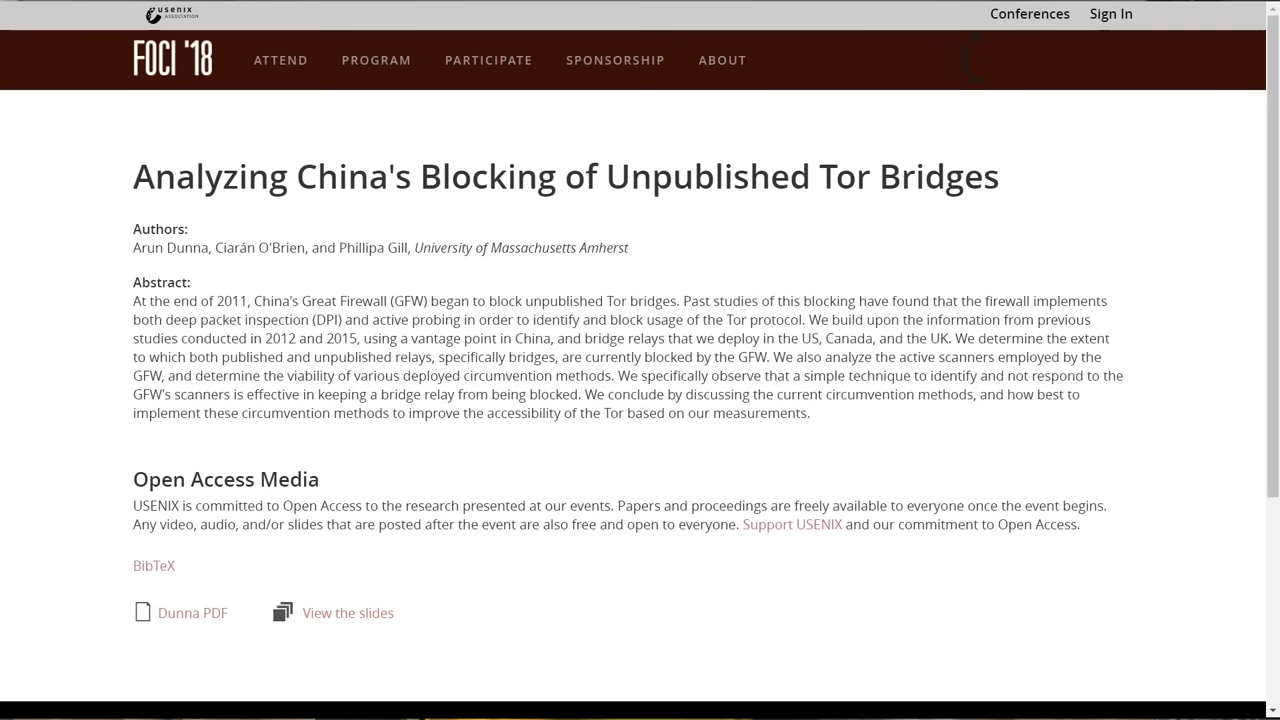 usenix
ASSOCIATION
Conferences Sign In
FOCI '18
ATTEND PROGRAM PARTICIPATE SPONSORSHIP ABOUT
Analyzing China's Blocking of Unpublished Tor Bridges
Authors:
Arun Dunna, Ciarán O'Brien, and Phillipa Gill, University of Massachusetts Amherst
Abstract:
At the end of 2011, China's Great Firewall (GFW) began to block unpublished Tor bridges. Past studies of this blocking have found that the firewall implements
both deep packet inspection (DPI) and active probing in order to identify and block usage of the Tor protocol. We build upon the information from previous
studies conducted in 2012 and 2015, using a vantage point in China, and bridge relays that we deploy in the US, Canada, and the UK. We determine the extent
to which both published and unpublished relays, specifically bridges, are currently blocked by the GFW. We also analyze the active scanners employed by the
GFW, and determine the viability of various deployed circumvention methods. We specifically observe that a simple technique to identify and not respond to the
GFW's scanners is effective in keeping a bridge relay from being blocked. We conclude by discussing the current circumvention methods, and how best to
implement these circumvention methods to improve the accessibility of the Tor based on our measurements.
Open Access Media
USENIX is committed to Open Access to the research presented at our events. Papers and proceedings are freely available to everyone once the event begins.
Any video, audio, and/or slides that are posted after the event are also free and open to everyone. Support USENIX and our commitment to Open Access.
BibTeX
Dunna PDF View the slides